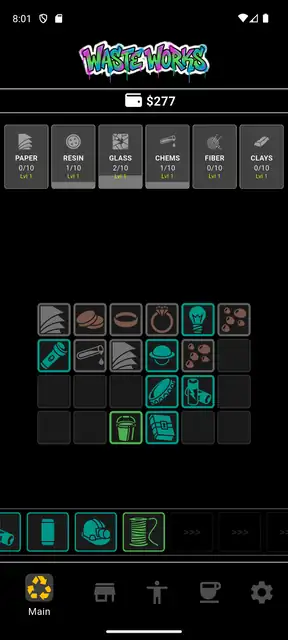 8:01
WASTE WORKS
$277
PAPER RESIN GLASS CHEMS FIBER CLAYS
0/10 1/10 2/10 1/10 0/10 0/10
Lvl 1 Lvl 1 Lvl 1 Lvl 1 Lvl 1 Lvl 1
>>> >>> >>>
Main